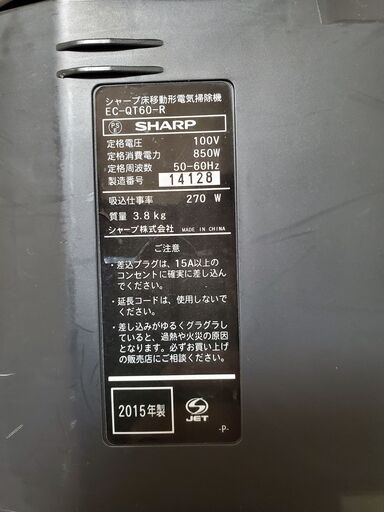 シャープ床移動形電気掃除機
EC-QT60-R
PS E SHARP
定格電圧 100V
定格消費電力 850W
定格周波数 50-60Hz
製造番号 14128
吸込仕事率 270 W
質量 3.8kg
シャープ株式会社 MADE IN CHINA
ご注意
・差込プラグは、15A以上の
コンセントに確実に差し込ん
でください。
・延長コードは、使用しないで
ください。
・差し込みがゆるくグラグラし
ていると、過熱や火災の原因
となります。必ずお買い上げ
の販売店にご相談ください。
2015年製
JET
-P-